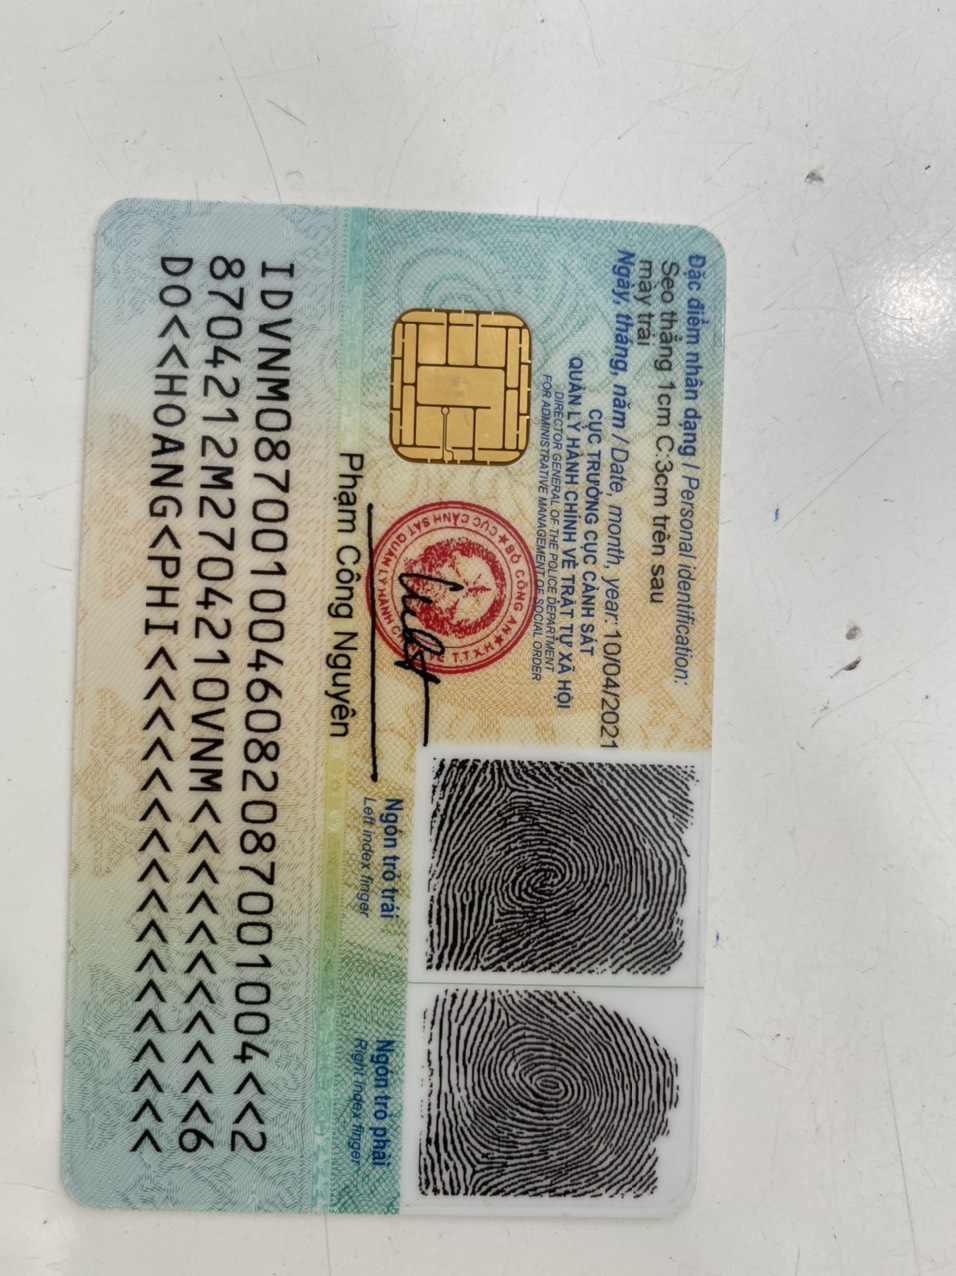 Đặc điểm nhân dạng / Personal identification:
Sẹo thẳng 1cm C:3cm trên sau
mày trái
Ngày, tháng, năm / Date, month, year: 10/04/2021
CỤC TRƯỞNG CỤC CẢNH SÁT
QUẢN LÝ HÀNH CHÍNH VỀ TRẬT TỰ XÃ HỘI
DIRECTOR GENERAL OF THE POLICE DEPARTMENT
FOR ADMINISTRATIVE MANAGEMENT OF SOCIAL ORDER
BỘ CÔNG AN
CỤC CẢNH SÁT QUẢN LÝ HÀNH VỀ T.T.X.H
Phạm Công Nguyên
Ngón trỏ trái
Left index finger
Ngón trỏ phải
Right index finger
IDVNM0870010046082087001004<<2
8704212M2704210VNM<<<<<<<<<<<6
DO<<HOANG<PHI<<<<<<<<<<<<<<<<<